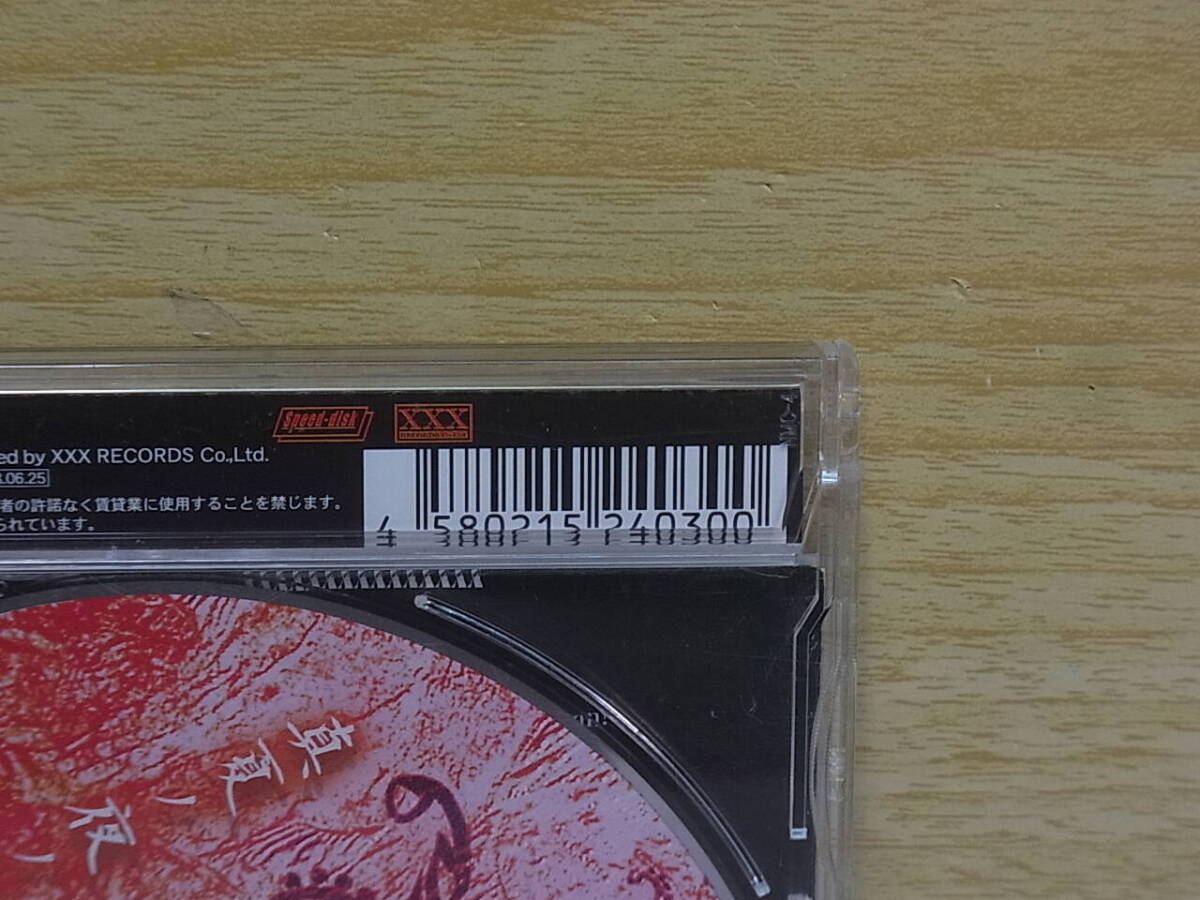 Speed-disk
XXX
ed by XXX RECORDS Co.,Ltd.
.06.25
者の許諾なく賃貸業に使用することを禁じます。
られています。
4 580215 240300
真夏ノ夜ノ